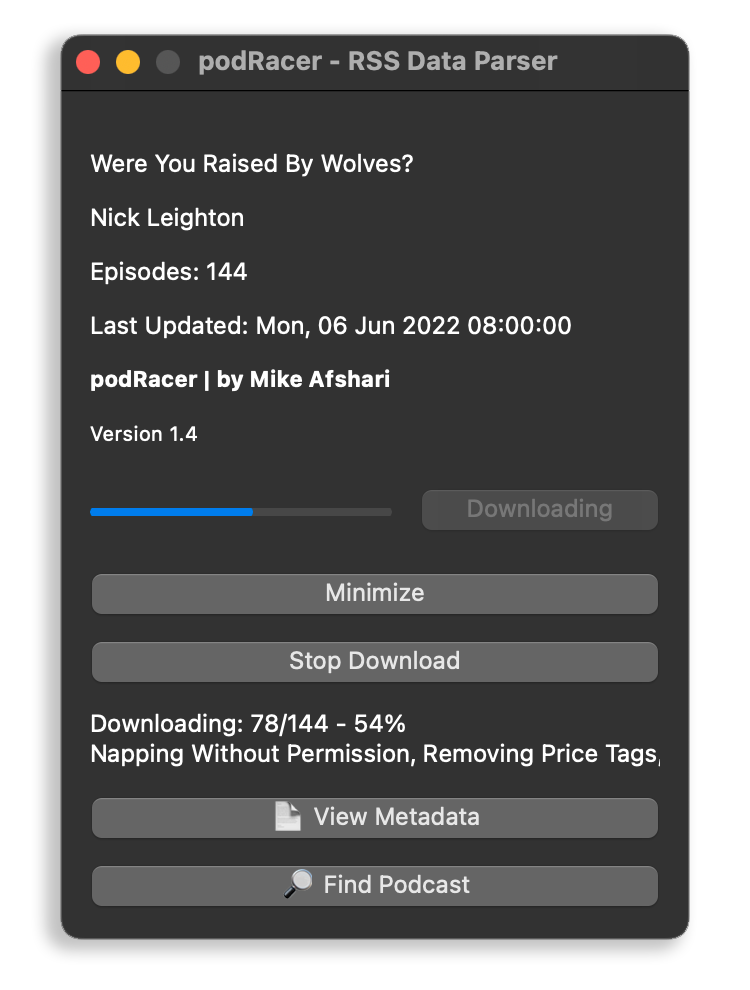 podRacer - RSS Data Parser
Were You Raised By Wolves?
Nick Leighton
Episodes: 144
Last Updated: Mon, 06 Jun 2022 08:00:00
podRacer | by Mike Afshari
Version 1.4
Downloading
Minimize
Stop Download
Downloading: 78/144 - 54%
Napping Without Permission, Removing Price Tags,
View Metadata
Find Podcast